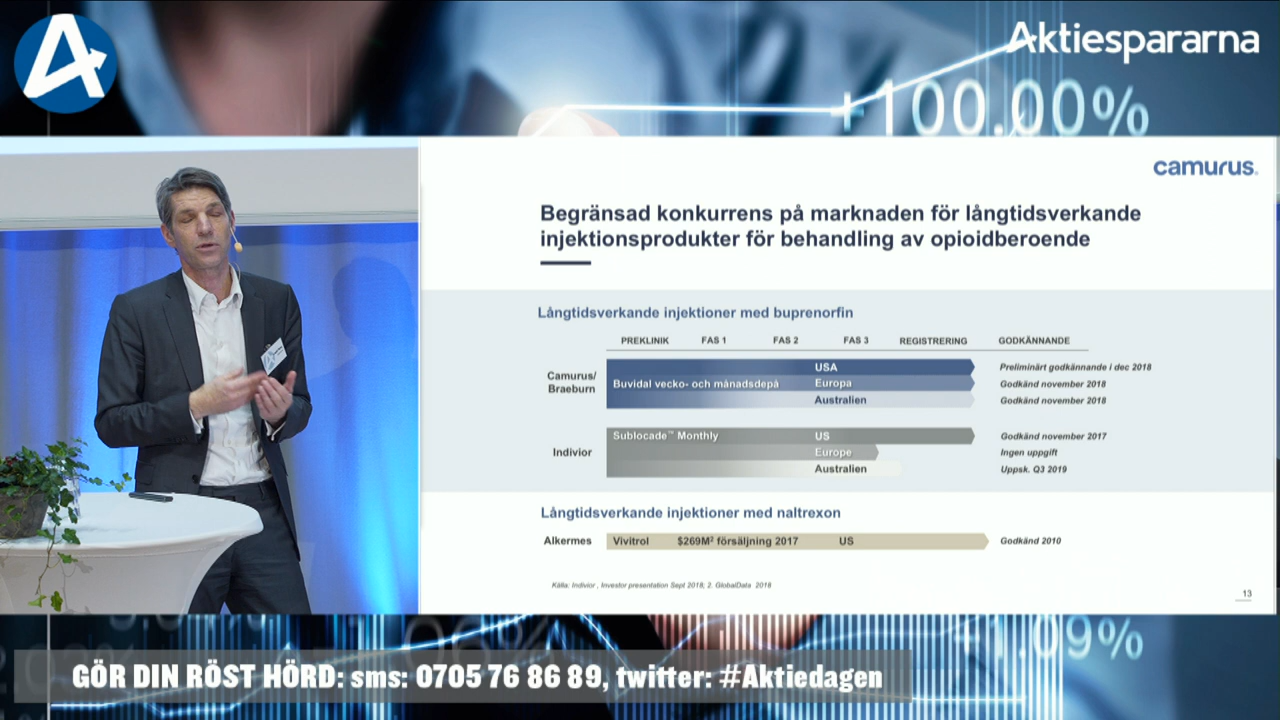 Aktiespararna
+100.00%
camurus.
Begränsad konkurrens på marknaden för långtidsverkande
injektionsprodukter för behandling av opioidberoende
Långtidsverkande injektioner med buprenorfin
PREKLINIK FAS 1 FAS 2 FAS 3 REGISTRERING GODKÄNNANDE
Camurus/
Braeburn
Buvidal vecko- och månadsdepå
USA Preliminärt godkännande i dec 2018
Europa Godkänd november 2018
Australien Godkänd november 2018
Indivior
Sublocade™ Monthly US Godkänd november 2017
Europe Ingen uppgift
Australien Uppsk. Q3 2019
Långtidsverkande injektioner med naltrexon
Alkermes Vivitrol $269M² försäljning 2017 US Godkänd 2010
Källa: Indivior , Investor presentation Sept 2018; 2. GlobalData 2018
13
+1.09%
GÖR DIN RÖST HÖRD: sms: 0705 76 86 89, twitter: #Aktiedagen